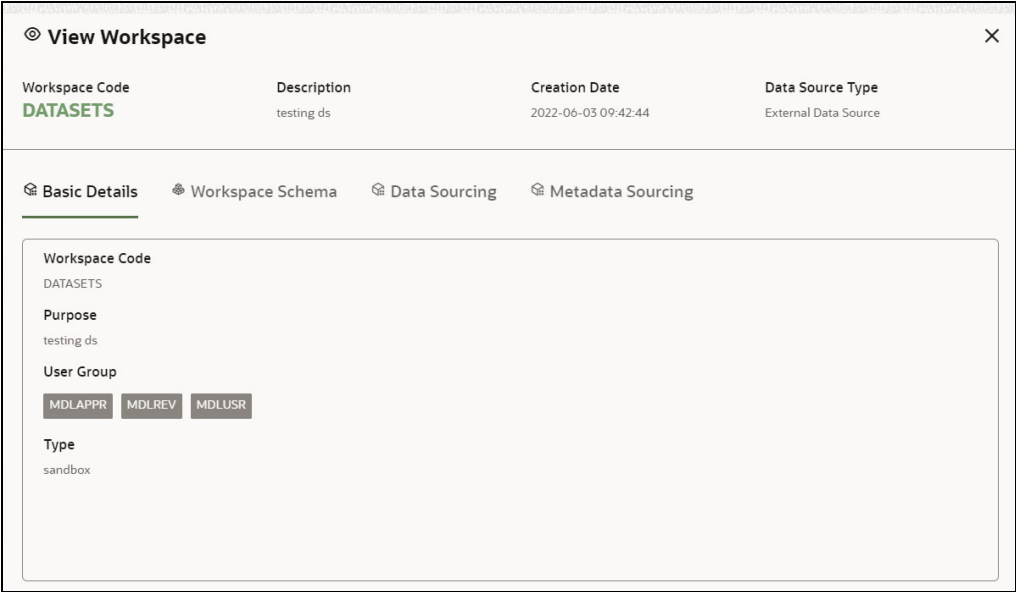 View Workspace
Workspace Code Description Creation Date Data Source Type
DATASETS testing ds 2022-06-03 09:42:44 External Data Source
Basic Details Workspace Schema Data Sourcing Metadata Sourcing
Workspace Code
DATASETS
Purpose
testing ds
User Group
MDLAPPR MDLREV MDLUSR
Type
sandbox